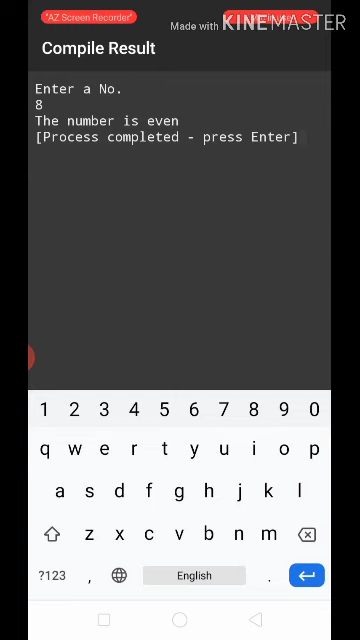 "AZ Screen Recorder"
Made with KINEMASTER
Compile Result
Enter a No.
8
The number is even
[Process completed - press Enter]
1 2 3 4 5 6 7 8 9 0
q w e r t y u i o p
a s d f g h j k l
z x c v b n m
?123 , English .